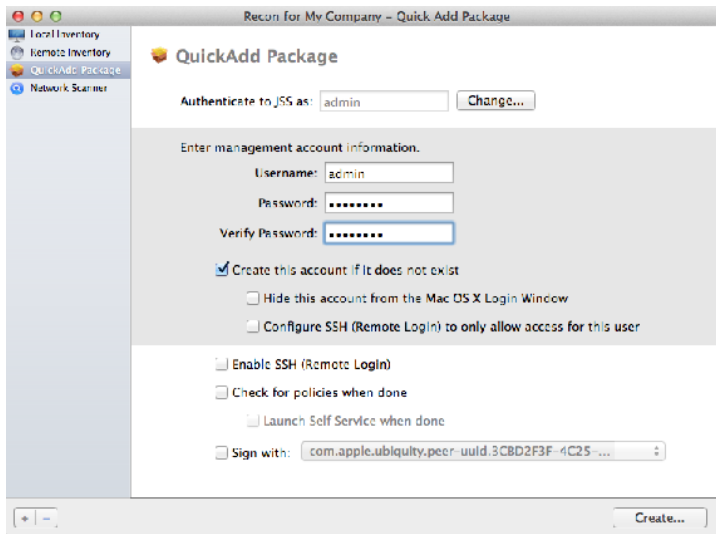 Recon for My Company – Quick Add Package
Local Inventory
Remote Inventory
QuickAdd Package
Network Scanner
QuickAdd Package
Authenticate to JSS as: admin Change...
Enter management account information.
Username: admin
Password: ••••••••
Verify Password: ••••••••
Create this account if it does not exist
Hide this account from the Mac OS X Login Window
Configure SSH (Remote Login) to only allow access for this user
Enable SSH (Remote Login)
Check for policies when done
Launch Self Service when done
Sign with: com.apple.ubiquity.peer-uuid.3CBD2F3F-4C25-...
+ − Create...